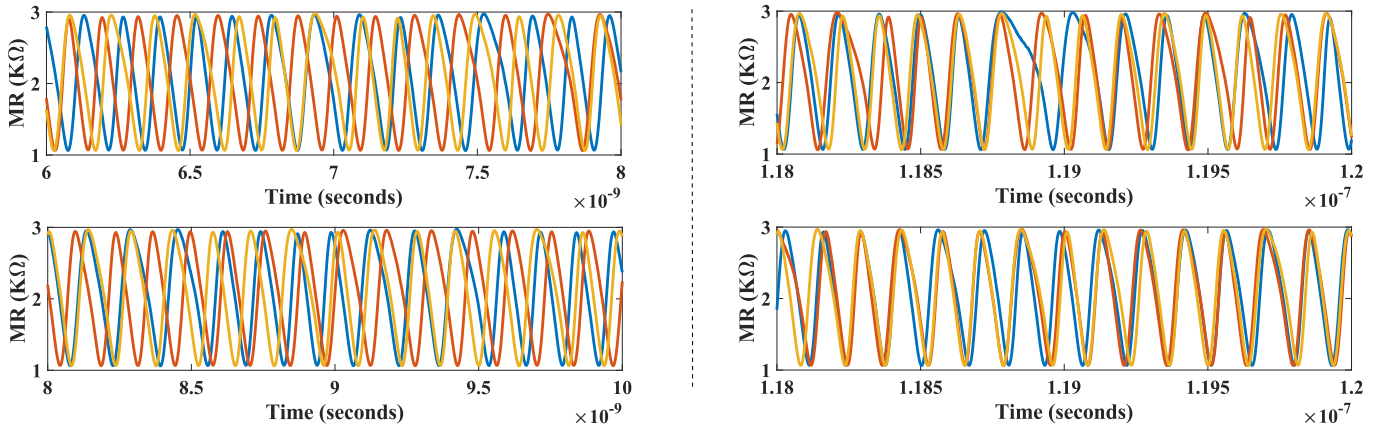 3
2
1
MR (KΩ)
6 6.5 7 7.5 8
Time (seconds)
×10-9
3
2
1
MR (KΩ)
1.18 1.185 1.19 1.195 1.2
Time (seconds)
×10-7
3
2
1
MR (KΩ)
8 8.5 9 9.5 10
Time (seconds)
×10-9
3
2
1
MR (KΩ)
1.18 1.185 1.19 1.195 1.2
Time (seconds)
×10-7